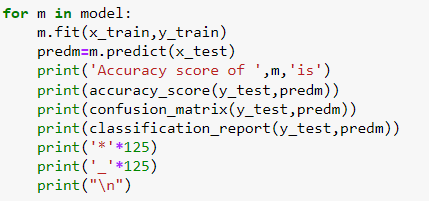 for m in model:
    m.fit(x_train,y_train)
    predm=m.predict(x_test)
    print('Accuracy score of ',m,'is')
    print(accuracy_score(y_test,predm))
    print(confusion_matrix(y_test,predm))
    print(classification_report(y_test,predm))
    print('*'*125)
    print('_'*125)
    print("\n")